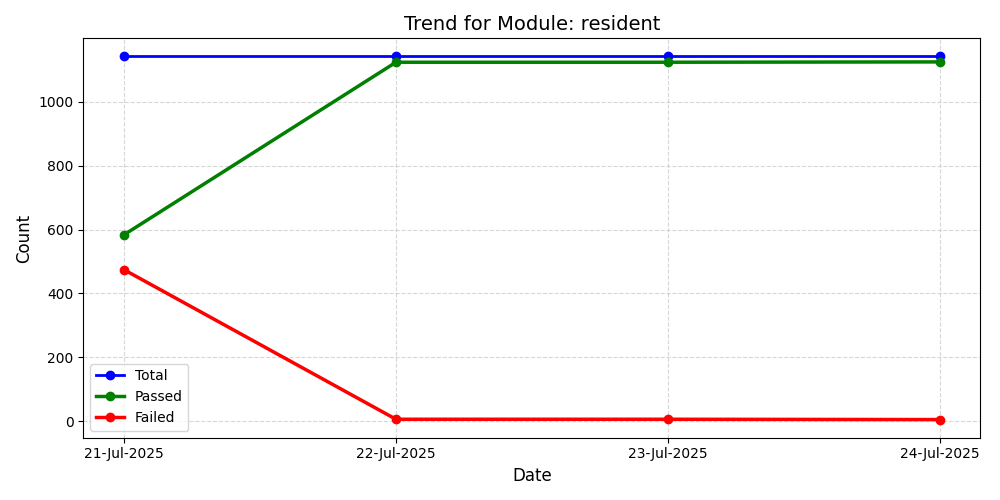 Trend for Module: resident
Count
1000
800
600
400
200
0
Total
Passed
Failed
21-Jul-2025
22-Jul-2025
23-Jul-2025
24-Jul-2025
Date